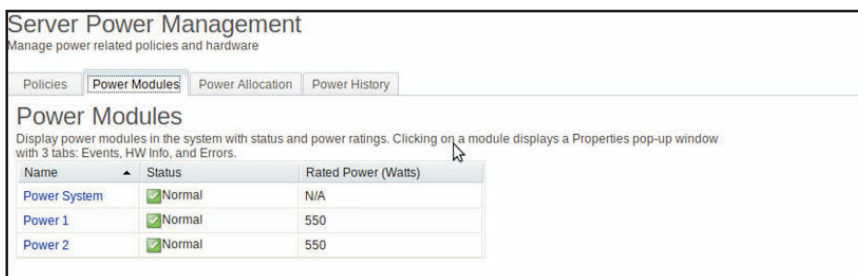 Server Power Management
Manage power related policies and hardware
Policies Power Modules Power Allocation Power History
Power Modules
Display power modules in the system with status and power ratings. Clicking on a module displays a Properties pop-up window
with 3 tabs: Events, HW Info, and Errors.
Name Status Rated Power (Watts)
Power System Normal N/A
Power 1 Normal 550
Power 2 Normal 550